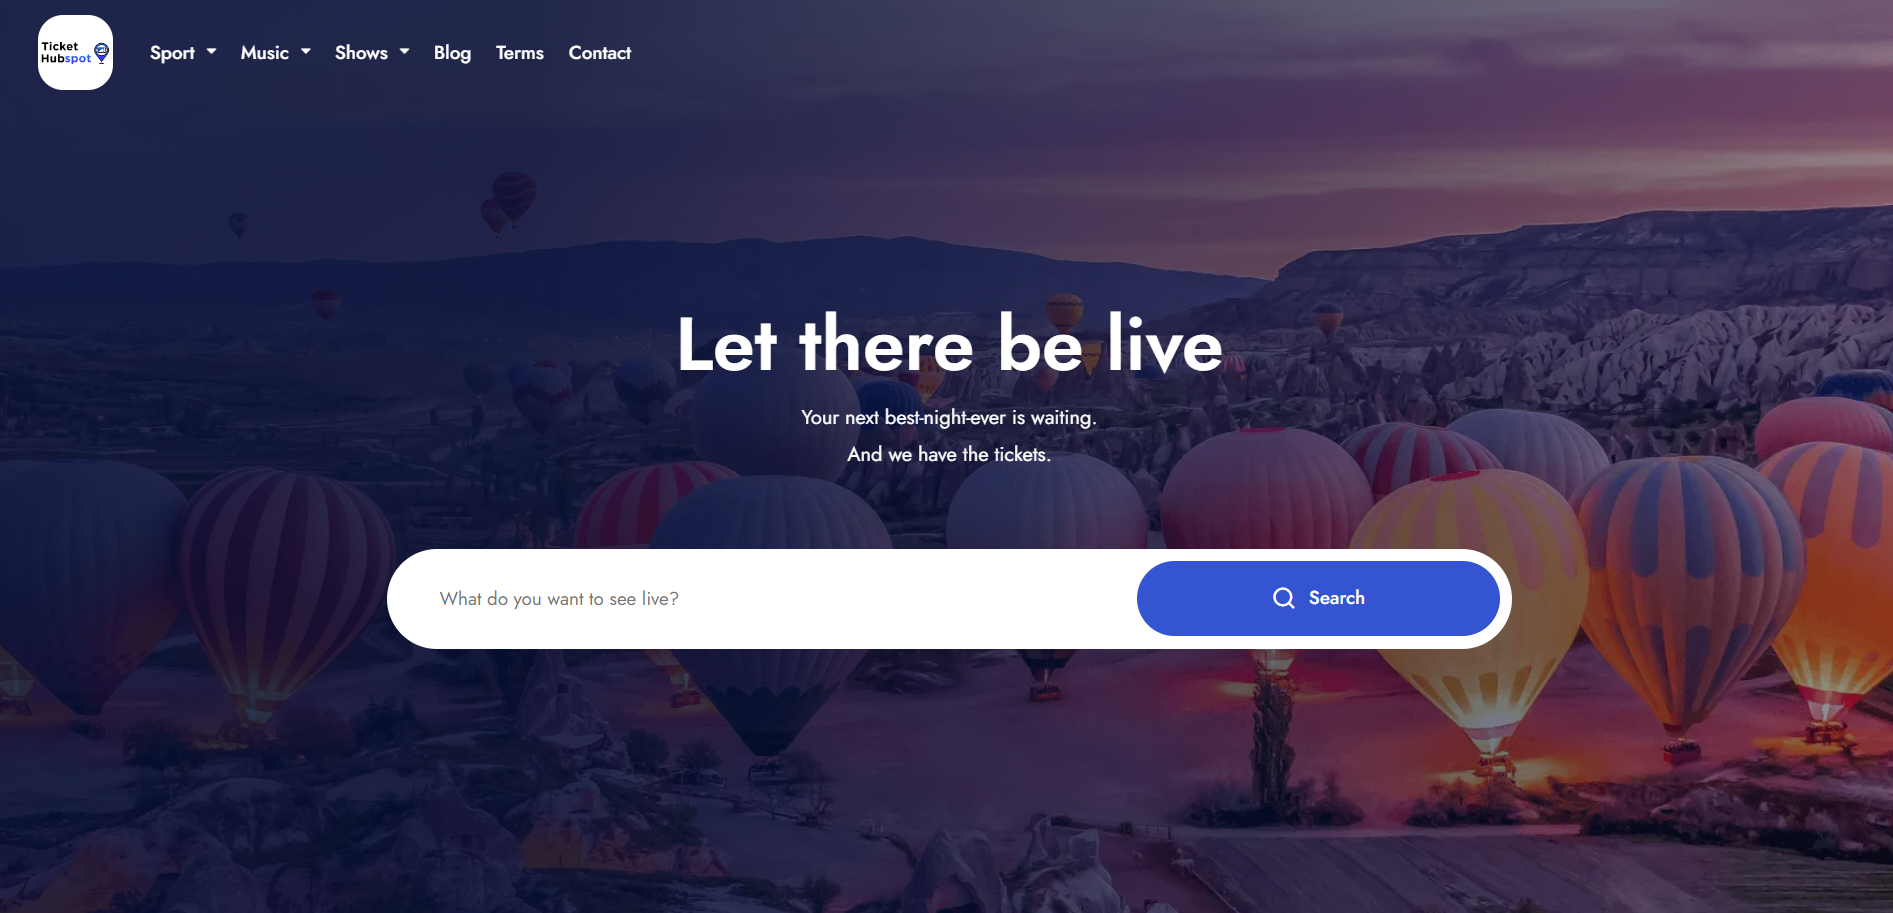 Ticket
Hubspot
Sport
Music
Shows
Blog
Terms
Contact
Let there be live
Your next best-night-ever is waiting.
And we have the tickets.
What do you want to see live?
Search